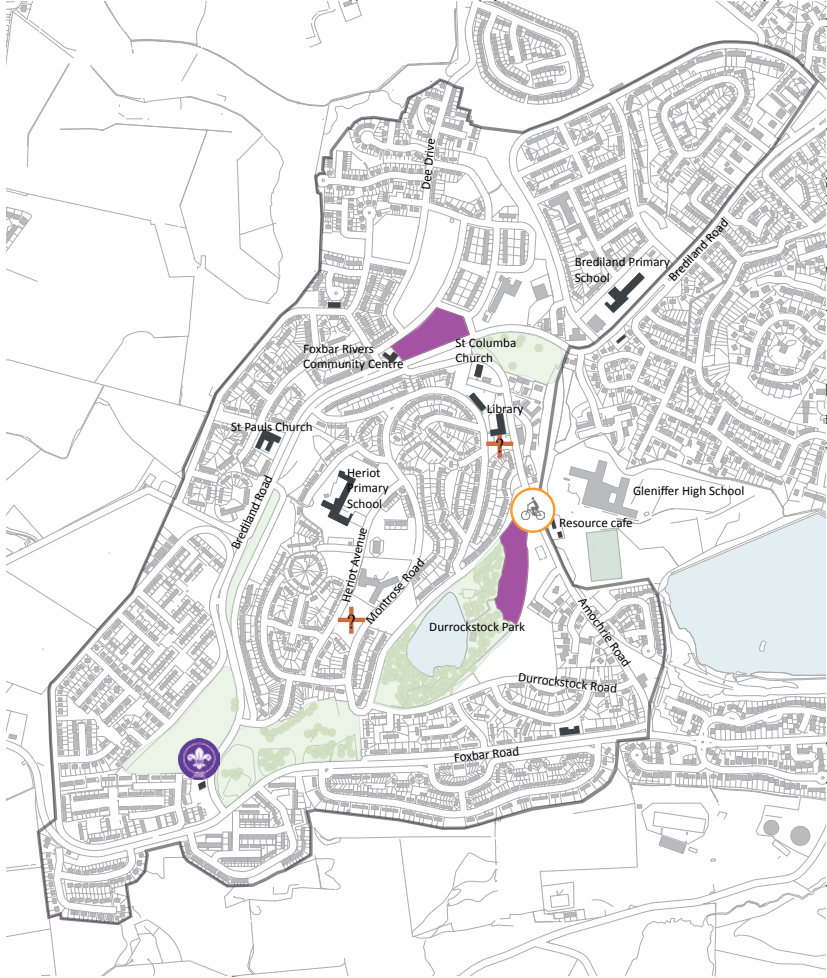 Dee Drive
Brediland Primary
School
Brediland Road
Foxbar Rivers
Community Centre
St Columba
Church
Library
?
St Pauls Church
Heriot
Primary
School
Gleniffer High School
Resource cafe
Brediland Road
Heriot Avenue
Montrose Road
?
Durrockstock Park
Amochrie Road
Durrockstock Road
Foxbar Road